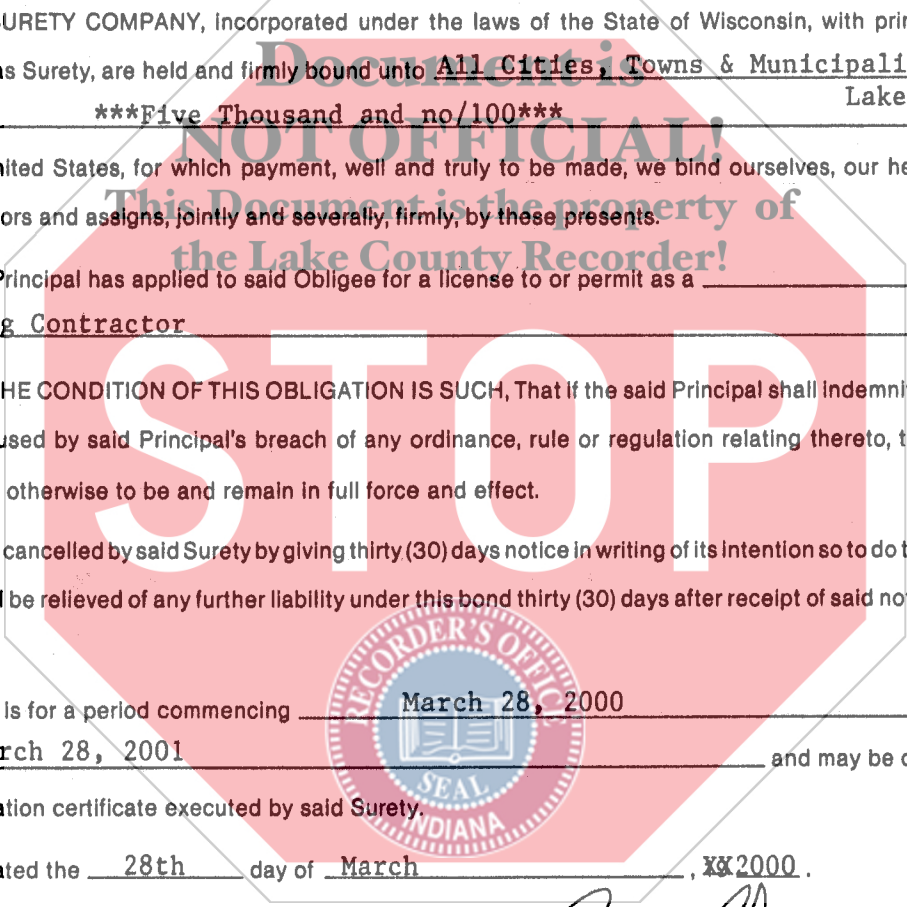 SURETY COMPANY, incorporated under the laws of the State of Wisconsin, with prin
as Surety, are held and firmly bound unto All Cities, Towns & Municipali
Lake
***Five Thousand and no/100***
nited States, for which payment, well and truly to be made, we bind ourselves, our he
ors and assigns, jointly and severally, firmly, by these presents.
Principal has applied to said Obligee for a license to or permit as a
g Contractor
HE CONDITION OF THIS OBLIGATION IS SUCH, That if the said Principal shall indemni
used by said Principal's breach of any ordinance, rule or regulation relating thereto, t
otherwise to be and remain in full force and effect.
cancelled by said Surety by giving thirty (30) days notice in writing of its intention so to do t
l be relieved of any further liability under this bond thirty (30) days after receipt of said no
is for a period commencing March 28, 2000
rch 28, 2001 and may be c
ation certificate executed by said Surety.
ated the 28th day of March , XX 2000 .
Document is
NOT OFFICIAL!
This Document is the property of
the Lake County Recorder!
STOP
RECORDER'S OFFICE
SEAL
INDIANA